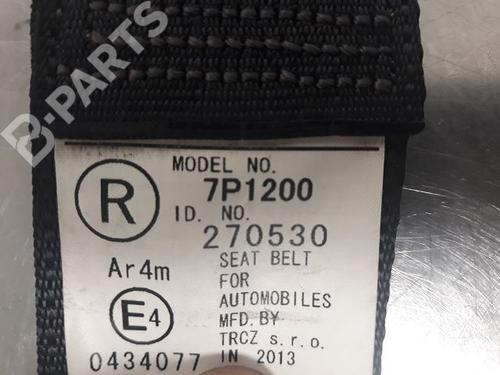 B-PARTS
MODEL NO.
R
7P1200
ID. NO.
270530
Ar4m
SEAT BELT
FOR
E4
AUTOMOBILES
MFD. BY
TRCZ s.r.o.
0434077
IN 2013